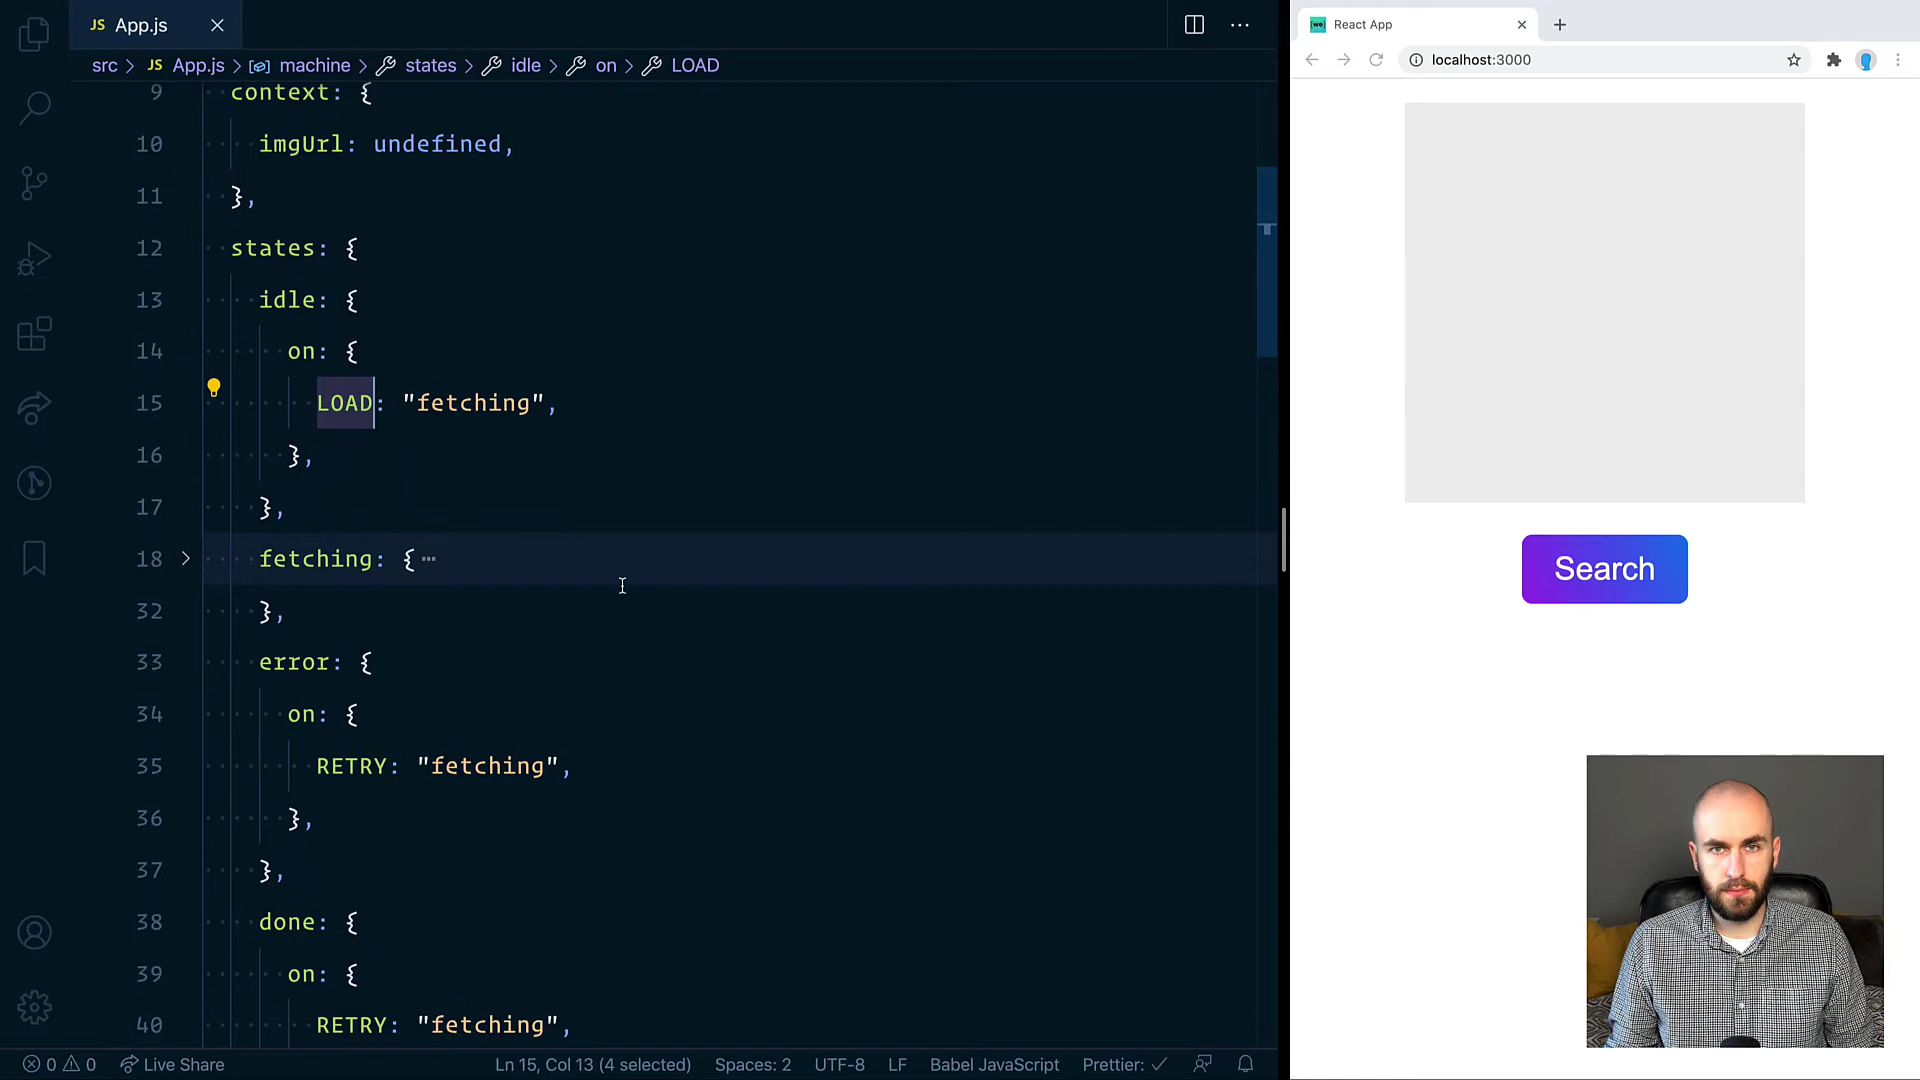 JS App.js
React App
src > JS App.js > machine > states > idle > on > LOAD
localhost:3000
9 context: {
10 imgUrl: undefined,
11 },
12 states: {
13 idle: {
14 on: {
15 LOAD: "fetching",
16 },
17 },
18 fetching: { ⋯
32 },
33 error: {
34 on: {
35 RETRY: "fetching",
36 },
37 },
38 done: {
39 on: {
40 RETRY: "fetching",
Search
0 0 Live Share Ln 15, Col 13 (4 selected) Spaces: 2 UTF-8 LF Babel JavaScript Prettier: ✓